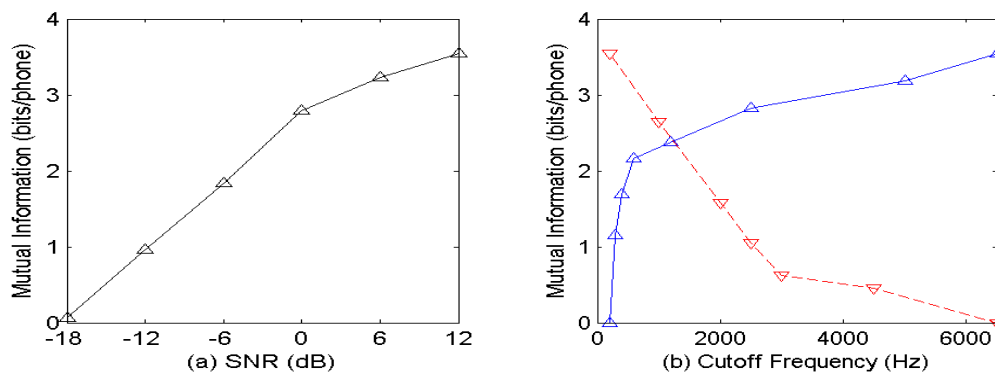 Mutual Information (bits/phone)
4
3
2
1
0
-18 -12 -6 0 6 12
(a) SNR (dB)
Mutual Information (bits/phone)
4
3
2
1
0
0 2000 4000 6000
(b) Cutoff Frequency (Hz)